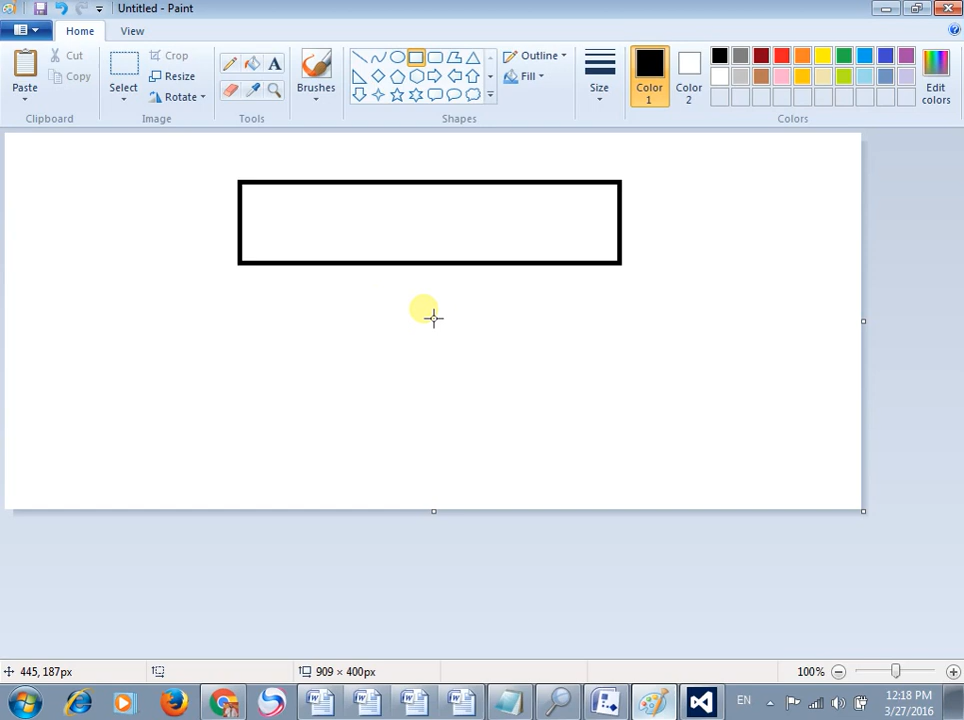 Untitled - Paint
Home View
Paste
Cut
Copy
Clipboard
Select
Crop
Resize
Rotate
Image
A
Tools
Brushes
Outline
Fill
Shapes
Size
Color 1
Color 2
Edit colors
Colors
445, 187px
909 × 400px
100%
EN
12:18 PM
3/27/2016